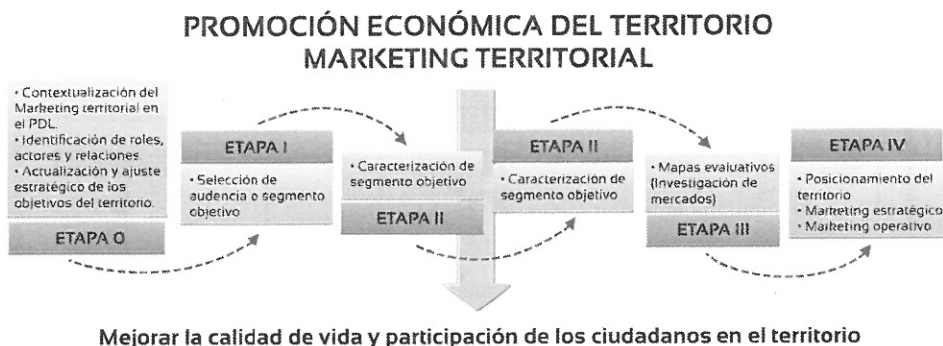 PROMOCIÓN ECONÓMICA DEL TERRITORIO
MARKETING TERRITORIAL
• Contextualización del
Marketing territorial en
el PDL.
• Identificación de roles,
actores y relaciones.
• Actualización y ajuste
estratégico de los
objetivos del territorio.
ETAPA 0
ETAPA I
• Selección de
audencia o segmento
objetivo
• Caracterización de
segmento objetivo
ETAPA II
ETAPA II
• Caracterización de
segmento objetivo
• Mapas evaluativos
(Investigación de
mercados)
ETAPA III
ETAPA IV
• Posicionamiento del
territorio
• Marketing estratégico
• Marketing operativo
Mejorar la calidad de vida y participación de los ciudadanos en el territorio